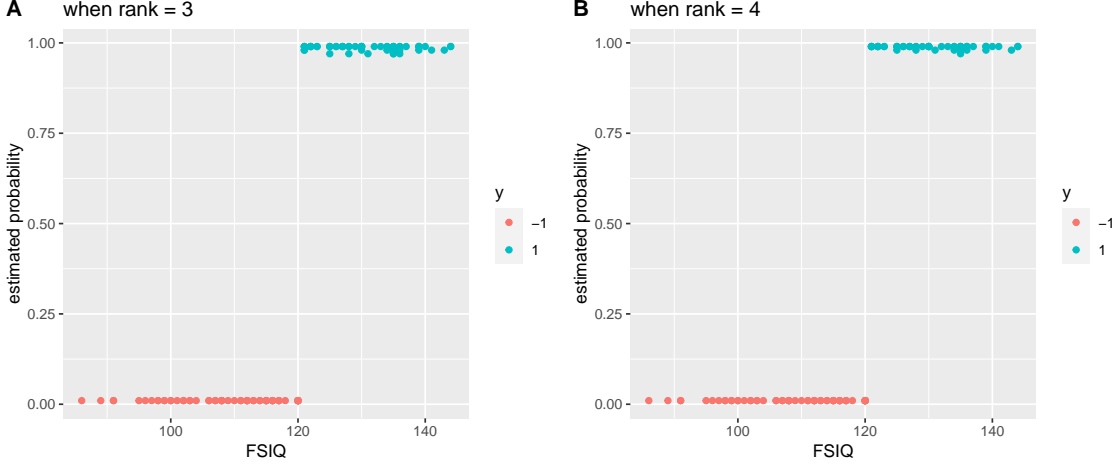 A
when rank = 3
1.00
0.75
0.50
0.25
0.00
estimated probability
100
120
140
FSIQ
y
−1
1
B
when rank = 4
1.00
0.75
0.50
0.25
0.00
estimated probability
100
120
140
FSIQ
y
−1
1